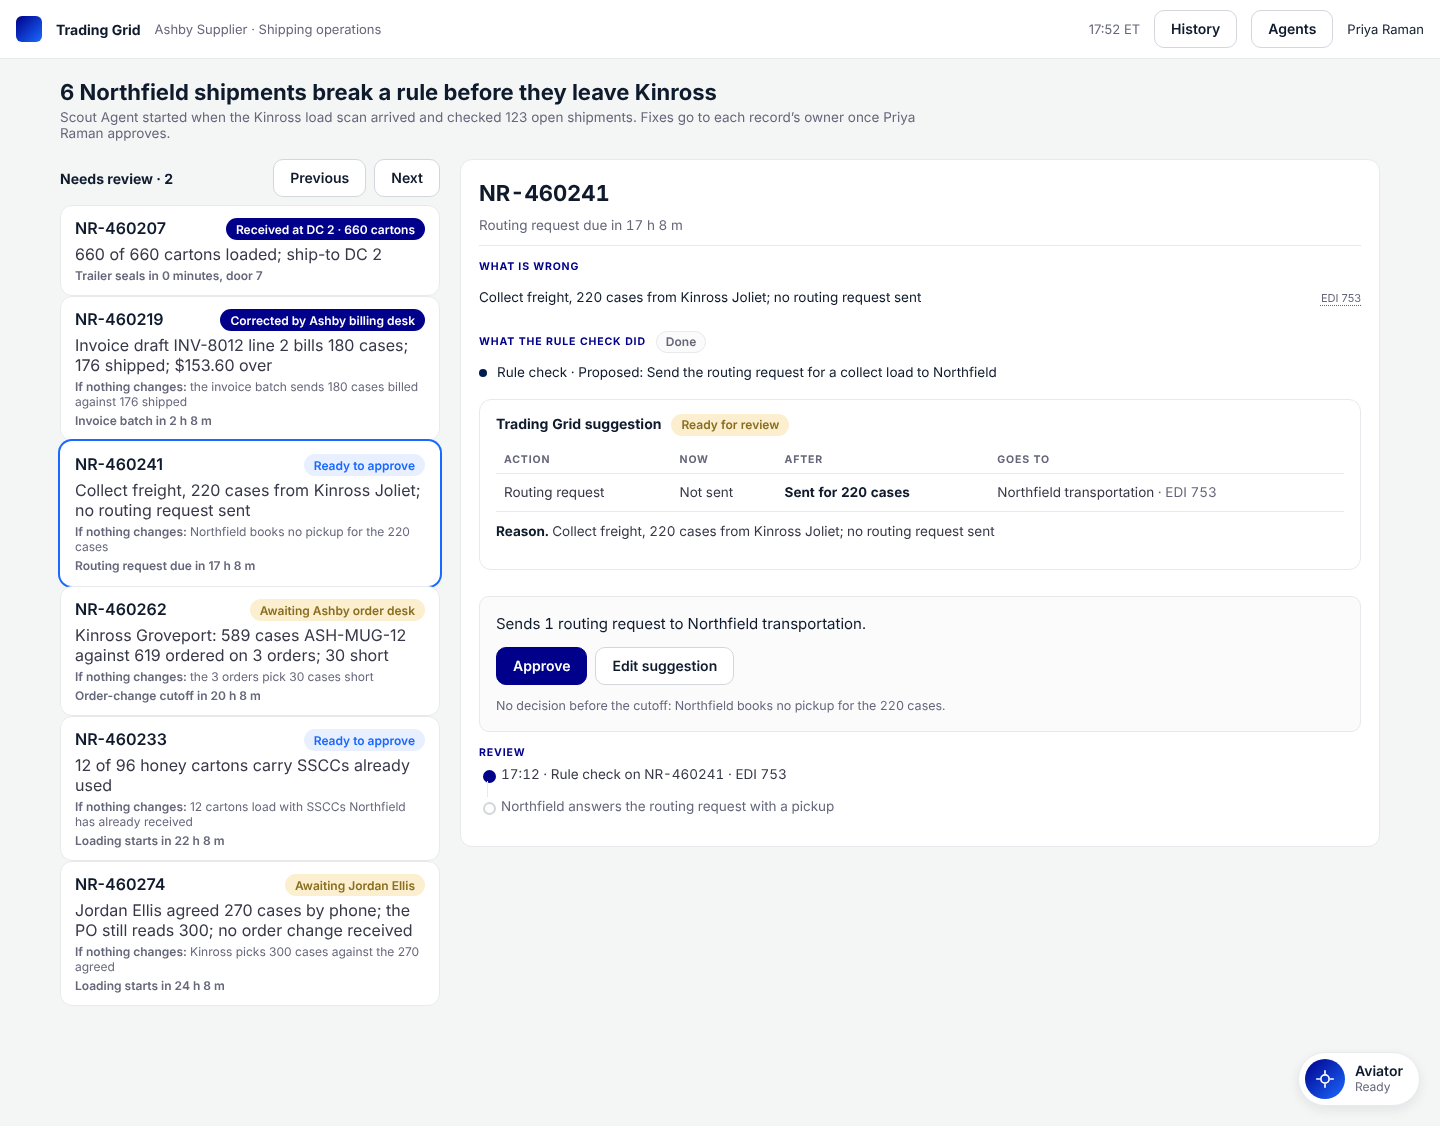 Trading Grid
Ashby Supplier · Shipping operations
17:52 ET
History
Agents
Priya Raman
6 Northfield shipments break a rule before they leave Kinross
Scout Agent started when the Kinross load scan arrived and checked 123 open shipments. Fixes go to each record’s owner once Priya
Raman approves.
Needs review · 2
Previous
Next
NR-460207
Received at DC 2 · 660 cartons
660 of 660 cartons loaded; ship-to DC 2
Trailer seals in 0 minutes, door 7
NR-460219
Corrected by Ashby billing desk
Invoice draft INV-8012 line 2 bills 180 cases;
176 shipped; $153.60 over
If nothing changes: the invoice batch sends 180 cases billed
against 176 shipped
Invoice batch in 2 h 8 m
NR-460241
Ready to approve
Collect freight, 220 cases from Kinross Joliet;
no routing request sent
If nothing changes: Northfield books no pickup for the 220
cases
Routing request due in 17 h 8 m
NR-460262
Awaiting Ashby order desk
Kinross Groveport: 589 cases ASH-MUG-12
against 619 ordered on 3 orders; 30 short
If nothing changes: the 3 orders pick 30 cases short
Order-change cutoff in 20 h 8 m
NR-460233
Ready to approve
12 of 96 honey cartons carry SSCCs already
used
If nothing changes: 12 cartons load with SSCCs Northfield
has already received
Loading starts in 22 h 8 m
NR-460274
Awaiting Jordan Ellis
Jordan Ellis agreed 270 cases by phone; the
PO still reads 300; no order change received
If nothing changes: Kinross picks 300 cases against the 270
agreed
Loading starts in 24 h 8 m
NR-460241
Routing request due in 17 h 8 m
WHAT IS WRONG
Collect freight, 220 cases from Kinross Joliet; no routing request sent
EDI 753
WHAT THE RULE CHECK DID
Done
Rule check · Proposed: Send the routing request for a collect load to Northfield
Trading Grid suggestion
Ready for review
ACTION NOW AFTER GOES TO
Routing request Not sent Sent for 220 cases Northfield transportation · EDI 753
Reason. Collect freight, 220 cases from Kinross Joliet; no routing request sent
Sends 1 routing request to Northfield transportation.
Approve
Edit suggestion
No decision before the cutoff: Northfield books no pickup for the 220 cases.
REVIEW
17:12 · Rule check on NR-460241 · EDI 753
Northfield answers the routing request with a pickup
Aviator
Ready